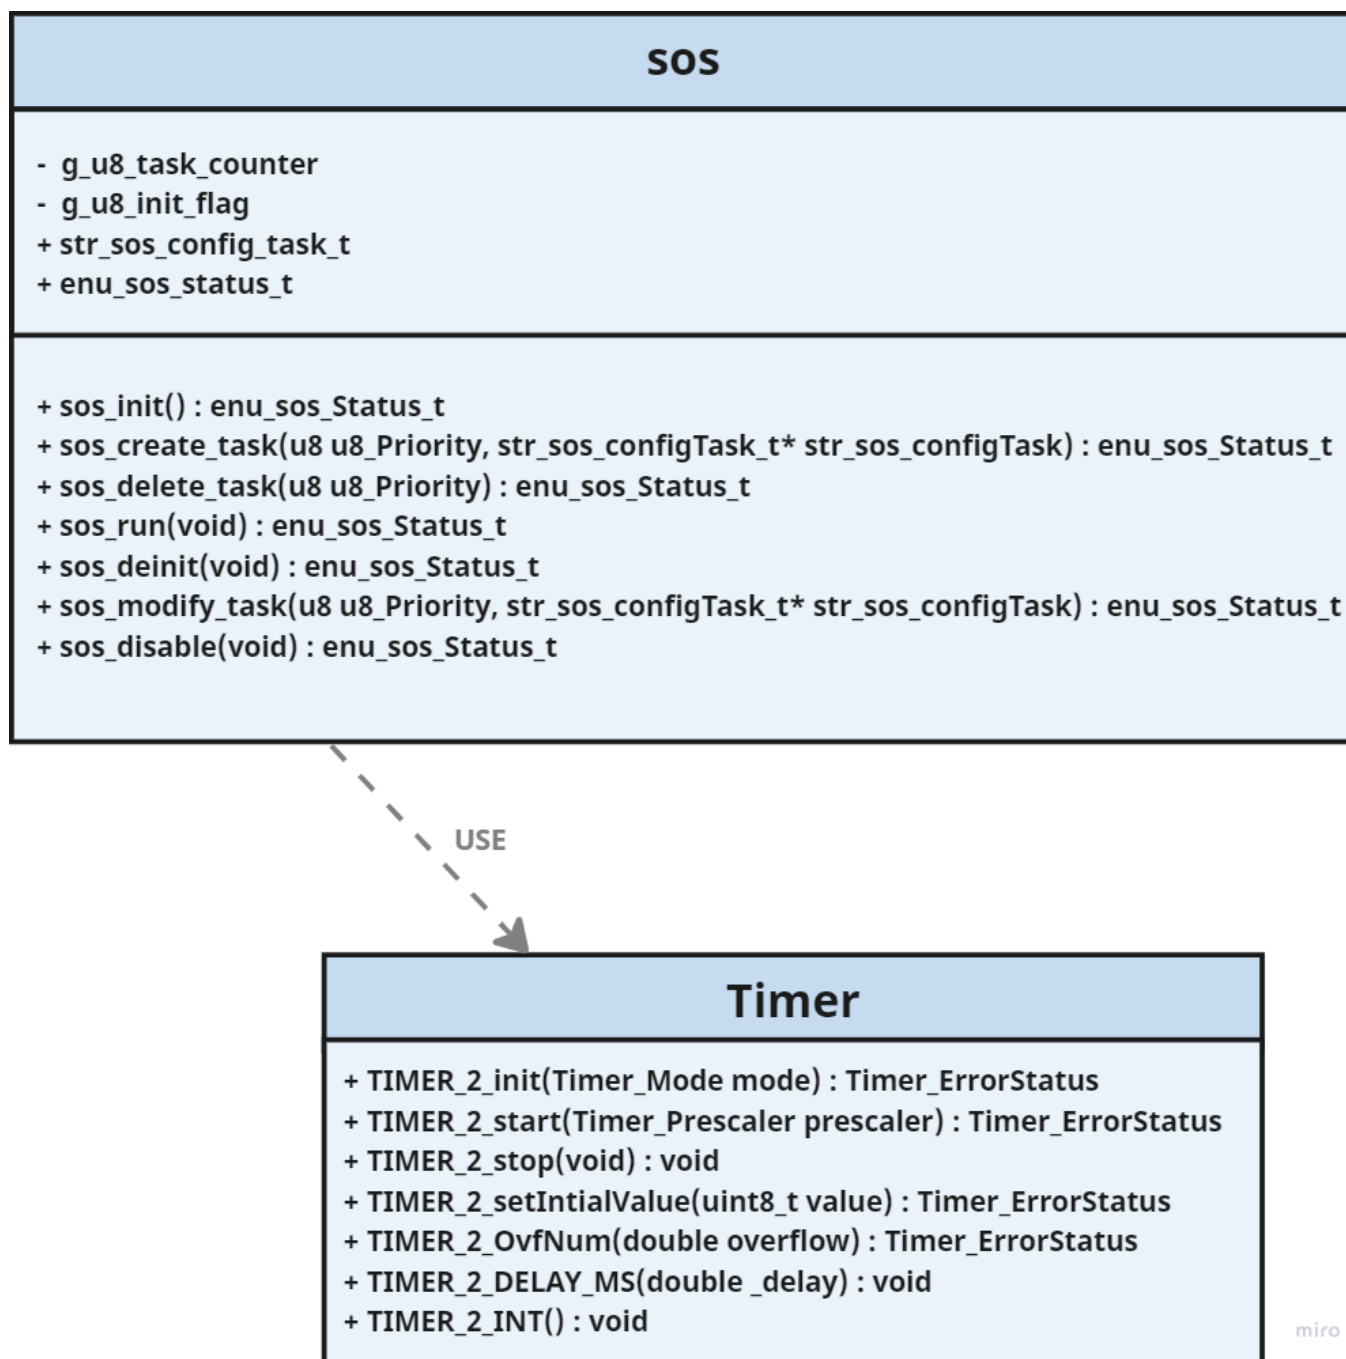 sos
- g_u8_task_counter
- g_u8_init_flag
+ str_sos_config_task_t
+ enu_sos_status_t
+ sos_init() : enu_sos_Status_t
+ sos_create_task(u8 u8_Priority, str_sos_configTask_t* str_sos_configTask) : enu_sos_Status_t
+ sos_delete_task(u8 u8_Priority) : enu_sos_Status_t
+ sos_run(void) : enu_sos_Status_t
+ sos_deinit(void) : enu_sos_Status_t
+ sos_modify_task(u8 u8_Priority, str_sos_configTask_t* str_sos_configTask) : enu_sos_Status_t
+ sos_disable(void) : enu_sos_Status_t
USE
Timer
+ TIMER_2_init(Timer_Mode mode) : Timer_ErrorStatus
+ TIMER_2_start(Timer_Prescaler prescaler) : Timer_ErrorStatus
+ TIMER_2_stop(void) : void
+ TIMER_2_setIntialValue(uint8_t value) : Timer_ErrorStatus
+ TIMER_2_OvfNum(double overflow) : Timer_ErrorStatus
+ TIMER_2_DELAY_MS(double _delay) : void
+ TIMER_2_INT() : void
miro